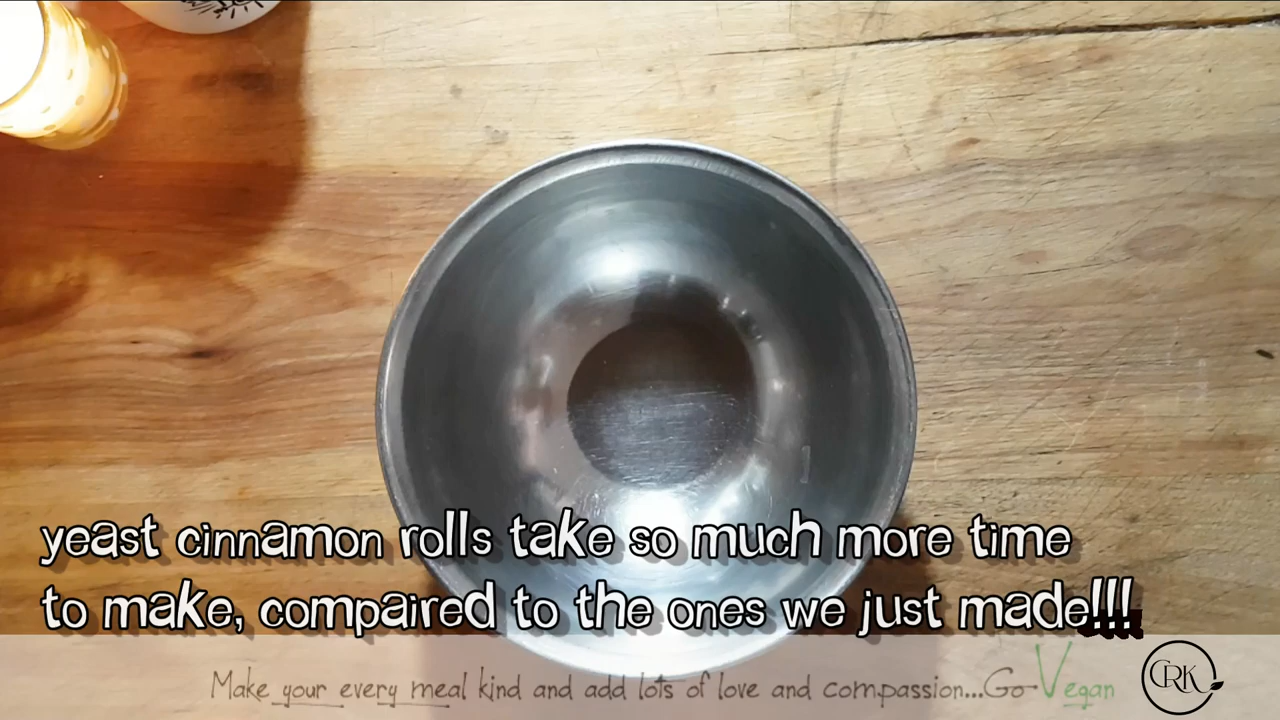 yeast cinnamon rolls take so much more time
to make, compaired to the ones we just made!!!
Make your every meal kind and add lots of love and compassion...Go Vegan
CRK